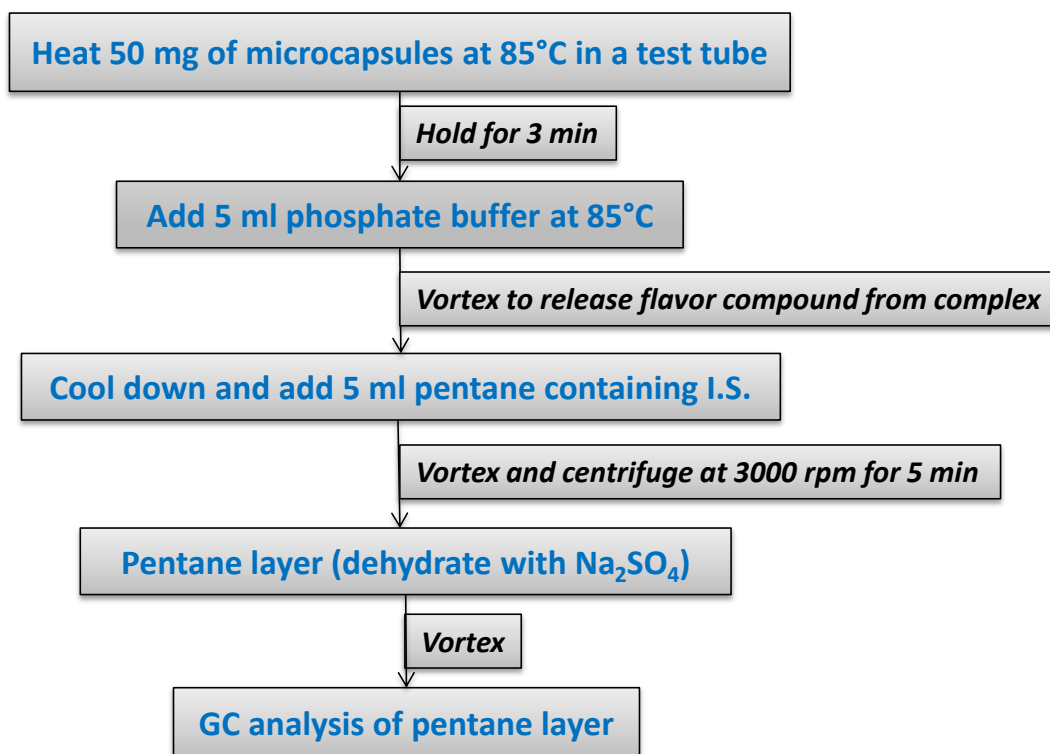 Heat 50 mg of microcapsules at 85°C in a test tube
Hold for 3 min
Add 5 ml phosphate buffer at 85°C
Vortex to release flavor compound from complex
Cool down and add 5 ml pentane containing I.S.
Vortex and centrifuge at 3000 rpm for 5 min
Pentane layer (dehydrate with Na₂SO₄)
Vortex
GC analysis of pentane layer